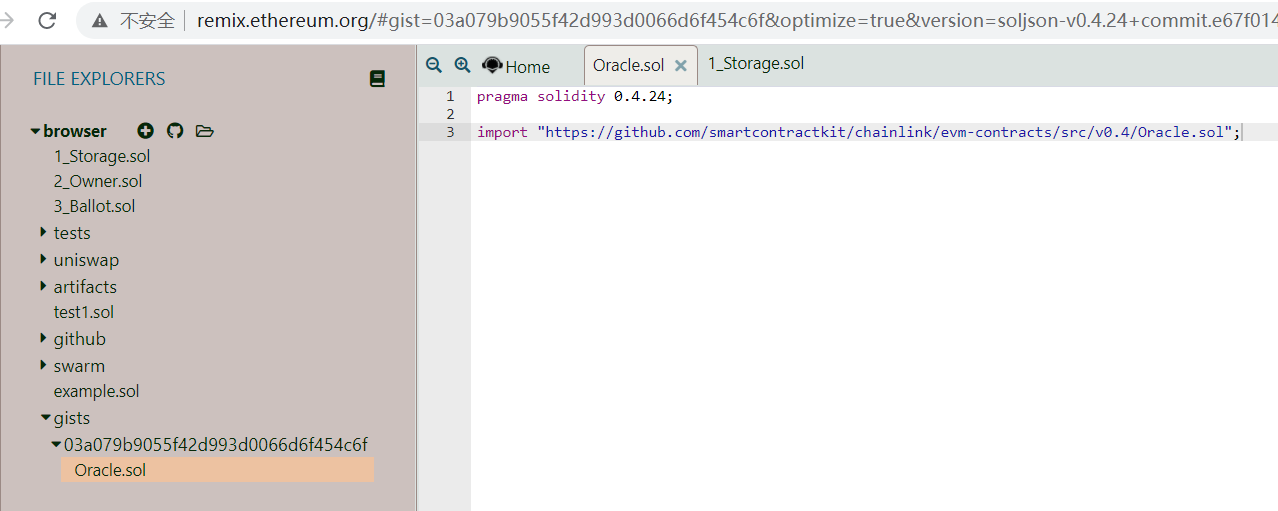 不安全 remix.ethereum.org/#gist=03a079b9055f42d993d0066d6f454c6f&optimize=true&version=soljson-v0.4.24+commit.e67f014
FILE EXPLORERS
browser
1_Storage.sol
2_Owner.sol
3_Ballot.sol
tests
uniswap
artifacts
test1.sol
github
swarm
example.sol
gists
03a079b9055f42d993d0066d6f454c6f
Oracle.sol
Home Oracle.sol 1_Storage.sol
1 pragma solidity 0.4.24;
2
3 import "https://github.com/smartcontractkit/chainlink/evm-contracts/src/v0.4/Oracle.sol";